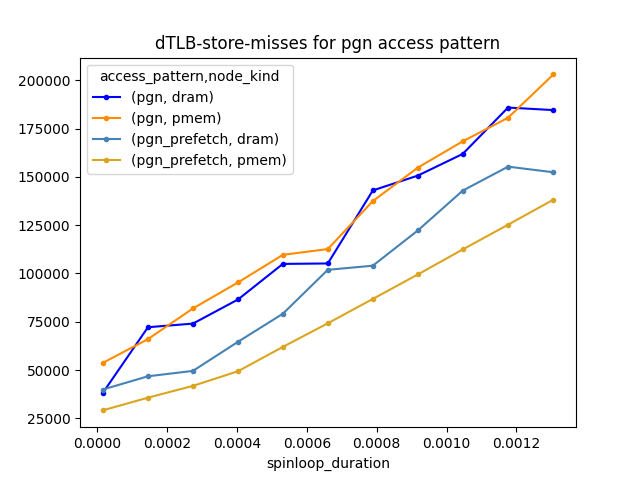 dTLB-store-misses for pgn access pattern
access_pattern,node_kind
(pgn, dram)
(pgn, pmem)
(pgn_prefetch, dram)
(pgn_prefetch, pmem)
200000
175000
150000
125000
100000
75000
50000
25000
0.0000 0.0002 0.0004 0.0006 0.0008 0.0010 0.0012
spinloop_duration